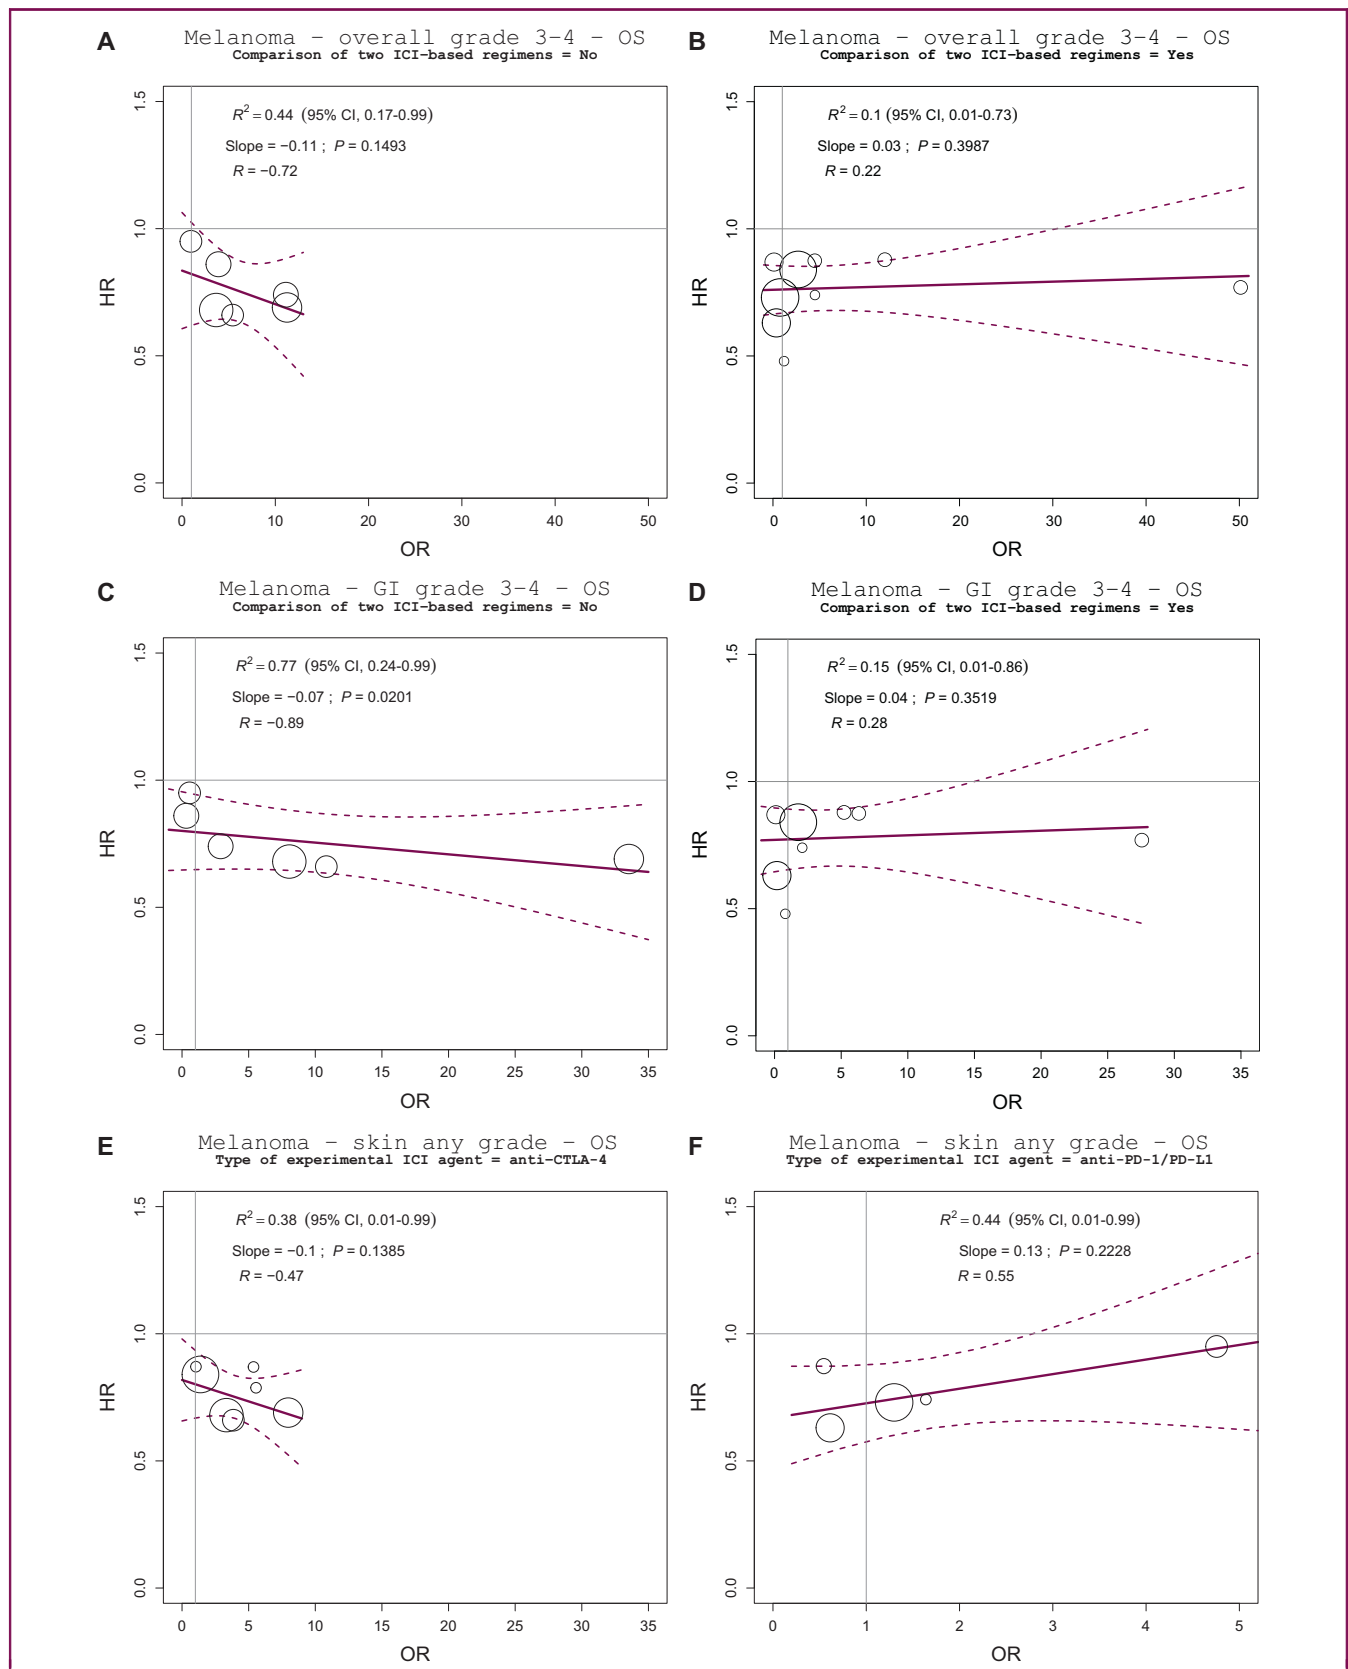 A
Melanoma – overall grade 3–4 – OS
Comparison of two ICI–based regimens = No
R² = 0.44 (95% CI, 0.17-0.99)
Slope = −0.11 ; P = 0.1493
R = −0.72
HR
0.0
0.5
1.0
1.5
0 10 20 30 40 50
OR
B
Melanoma – overall grade 3–4 – OS
Comparison of two ICI–based regimens = Yes
R² = 0.1 (95% CI, 0.01-0.73)
Slope = 0.03 ; P = 0.3987
R = 0.22
HR
0.0
0.5
1.0
1.5
0 10 20 30 40 50
OR
C
Melanoma – GI grade 3–4 – OS
Comparison of two ICI–based regimens = No
R² = 0.77 (95% CI, 0.24-0.99)
Slope = −0.07 ; P = 0.0201
R = −0.89
HR
0.0
0.5
1.0
1.5
0 5 10 15 20 25 30 35
OR
D
Melanoma – GI grade 3–4 – OS
Comparison of two ICI–based regimens = Yes
R² = 0.15 (95% CI, 0.01-0.86)
Slope = 0.04 ; P = 0.3519
R = 0.28
HR
0.0
0.5
1.0
1.5
0 5 10 15 20 25 30 35
OR
E
Melanoma – skin any grade – OS
Type of experimental ICI agent = anti–CTLA–4
R² = 0.38 (95% CI, 0.01-0.99)
Slope = −0.1 ; P = 0.1385
R = −0.47
HR
0.0
0.5
1.0
1.5
0 5 10 15 20 25 30 35
OR
F
Melanoma – skin any grade – OS
Type of experimental ICI agent = anti–PD–1/PD–L1
R² = 0.44 (95% CI, 0.01-0.99)
Slope = 0.13 ; P = 0.2228
R = 0.55
HR
0.0
0.5
1.0
1.5
0 1 2 3 4 5
OR